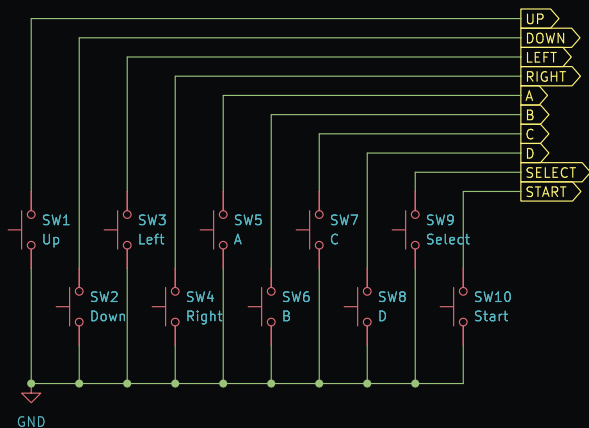 UP
DOWN
LEFT
RIGHT
A
B
C
D
SELECT
START
SW1
Up
SW3
Left
SW5
A
SW7
C
SW9
Select
SW2
Down
SW4
Right
SW6
B
SW8
D
SW10
Start
GND